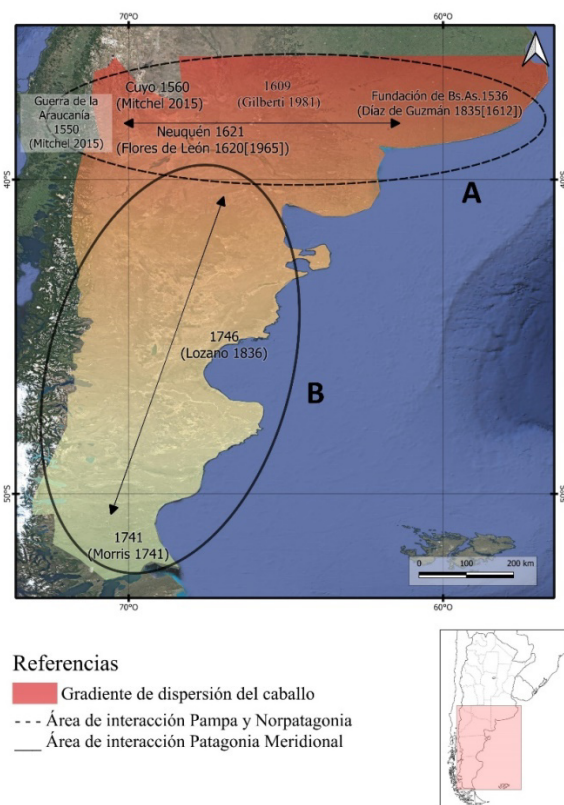 70°O
60°O
Guerra de la
Araucanía
1550
(Mitchel 2015)
Cuyo 1560
(Mitchel 2015)
1609
(Gilberti 1981)
Fundación de Bs.As.1536
(Díaz de Guzmán 1835[1612])
Neuquén 1621
(Flores de León 1620[1965])
40°S
40°S
A
1746
(Lozano 1836)
B
50°S
50°S
1741
(Morris 1741)
0 100 200 km
70°O
60°O
Referencias
Gradiente de dispersión del caballo
Área de interacción Pampa y Norpatagonia
Área de interacción Patagonia Meridional